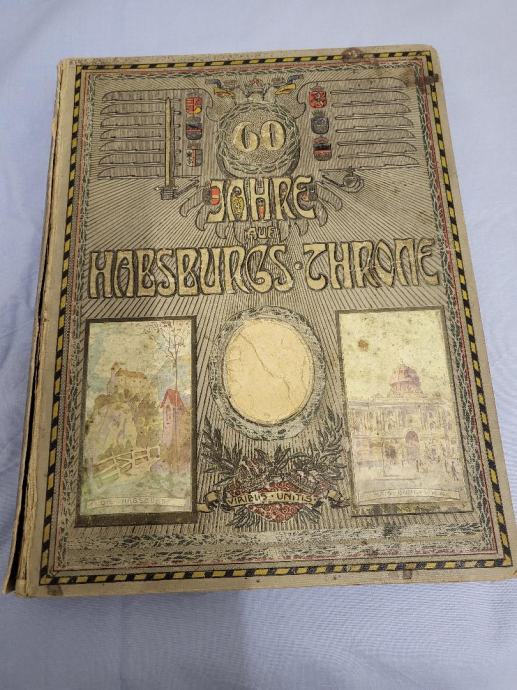 60
JAHRE
AUF
HABSBURGS · THRONE
VIRIBUS · UNITIS